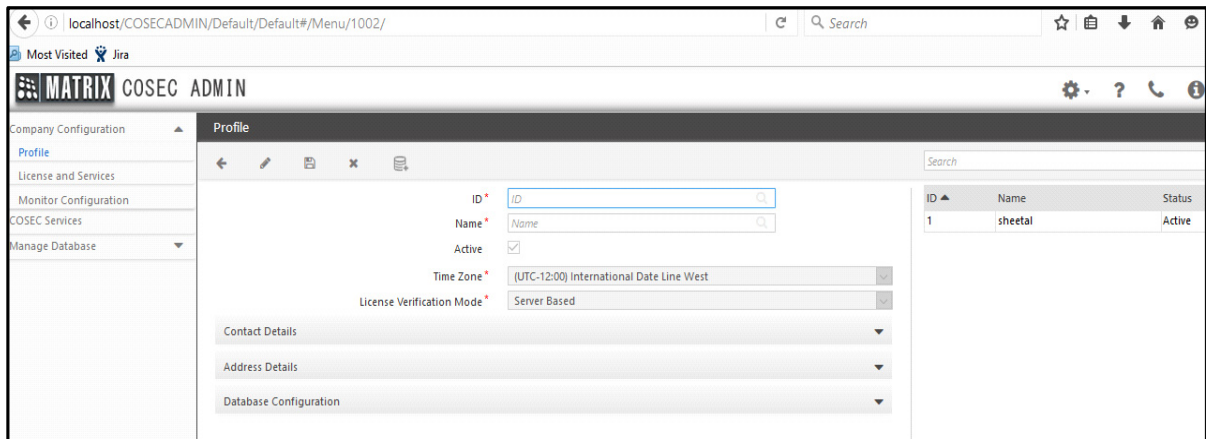 localhost/COSECADMIN/Default/Default#/Menu/1002/
Search
Most Visited
Jira
MATRIX COSEC ADMIN
Company Configuration
Profile
License and Services
Monitor Configuration
COSEC Services
Manage Database
Profile
Search
ID* ID
Name* Name
Active
Time Zone* (UTC-12:00) International Date Line West
License Verification Mode* Server Based
Contact Details
Address Details
Database Configuration
ID Name Status
1 sheetal Active